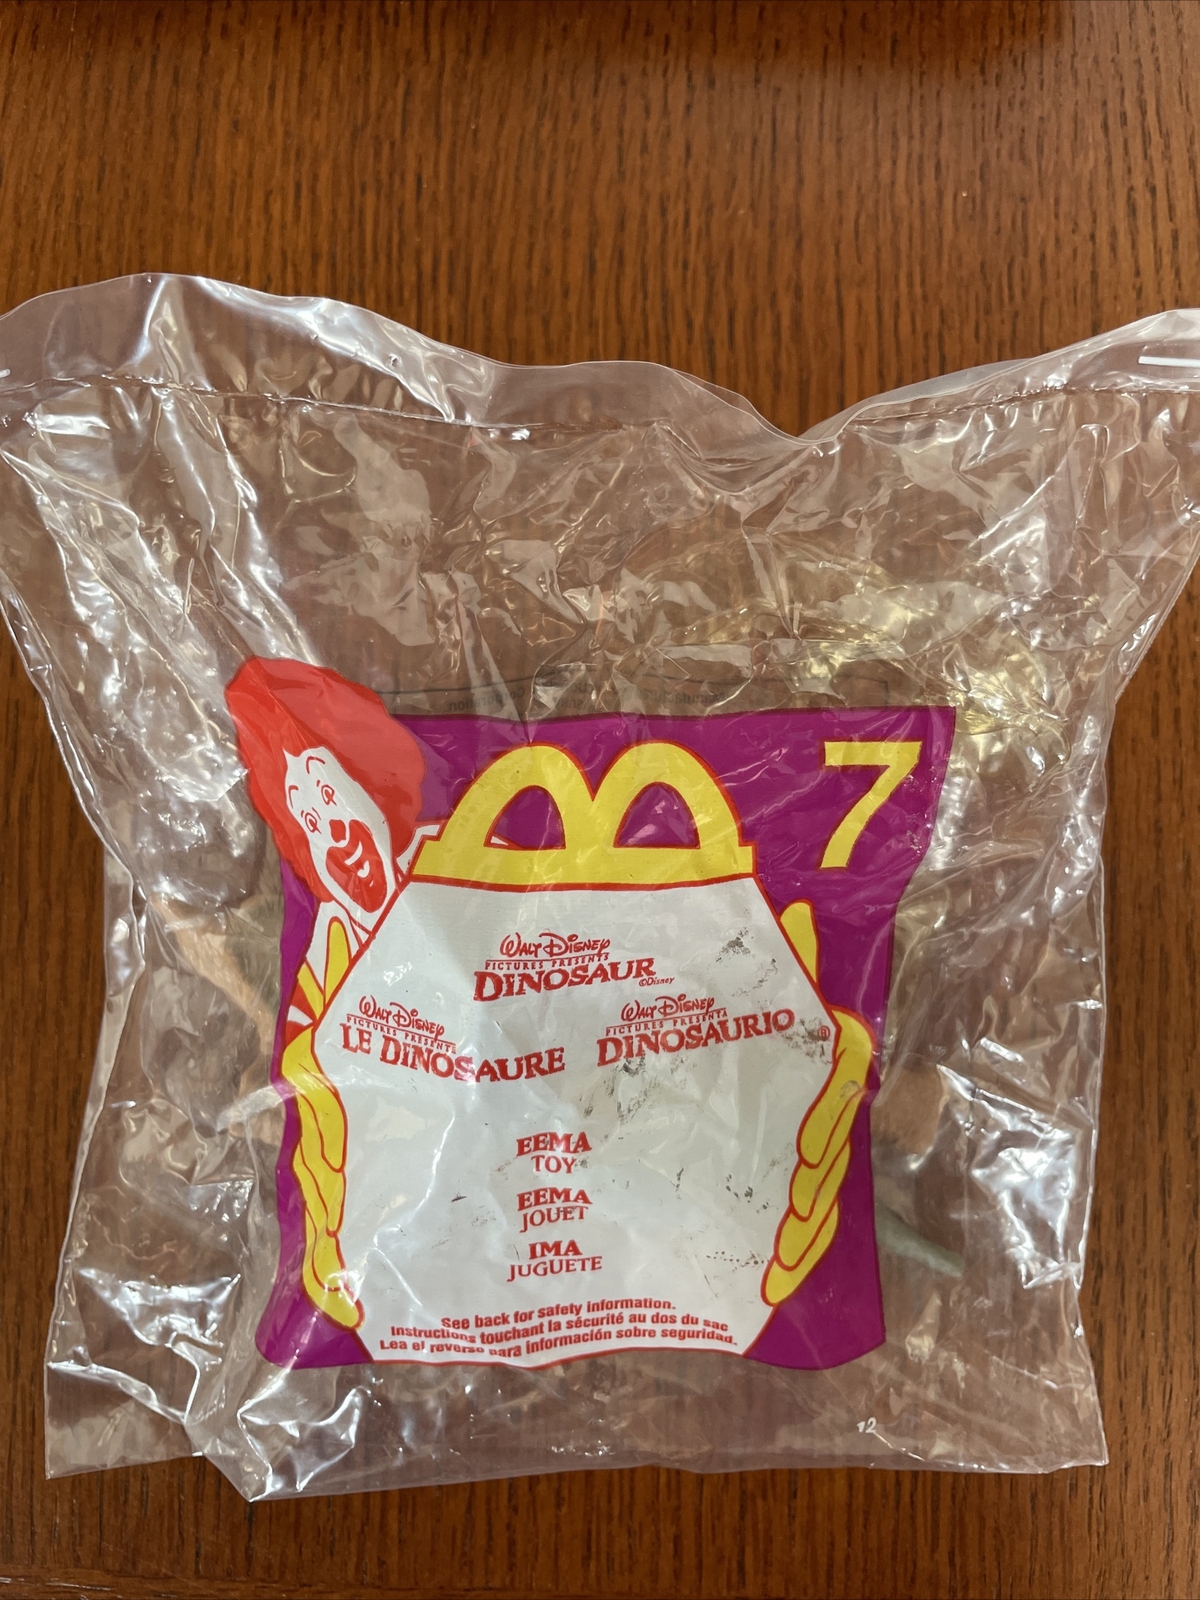 7
WALT DISNEY
PICTURES PRESENTS
DINOSAUR
©Disney
WALT DISNEY
PICTURES PRESENTE
LE DINOSAURE
WALT DISNEY
PICTURES PRESENTA
DINOSAURIO
®
EEMA
TOY
EEMA
JOUET
IMA
JUGUETE
See back for safety information.
Instructions touchant la sécurité au dos du sac
Lea el reverso para información sobre seguridad.
12